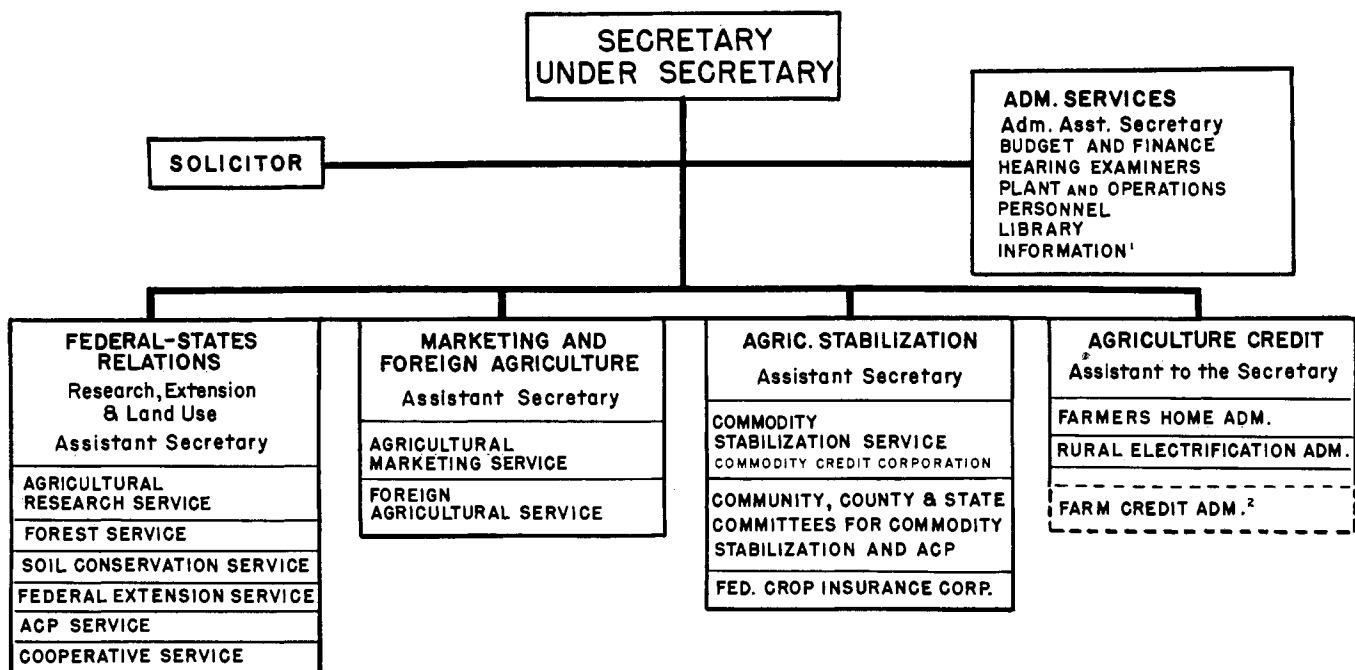 SECRETARY
UNDER SECRETARY
SOLICITOR
ADM. SERVICES
Adm. Asst. Secretary
BUDGET AND FINANCE
HEARING EXAMINERS
PLANT AND OPERATIONS
PERSONNEL
LIBRARY
INFORMATION¹
FEDERAL-STATES
RELATIONS
Research, Extension
& Land Use
Assistant Secretary
AGRICULTURAL
RESEARCH SERVICE
FOREST SERVICE
SOIL CONSERVATION SERVICE
FEDERAL EXTENSION SERVICE
ACP SERVICE
COOPERATIVE SERVICE
MARKETING AND
FOREIGN AGRICULTURE
Assistant Secretary
AGRICULTURAL
MARKETING SERVICE
FOREIGN
AGRICULTURAL SERVICE
AGRIC. STABILIZATION
Assistant Secretary
COMMODITY
STABILIZATION SERVICE
COMMODITY CREDIT CORPORATION
COMMUNITY, COUNTY & STATE
COMMITTEES FOR COMMODITY
STABILIZATION AND ACP
FED. CROP INSURANCE CORP.
AGRICULTURE CREDIT
Assistant to the Secretary
FARMERS HOME ADM.
RURAL ELECTRIFICATION ADM.
FARM CREDIT ADM.²